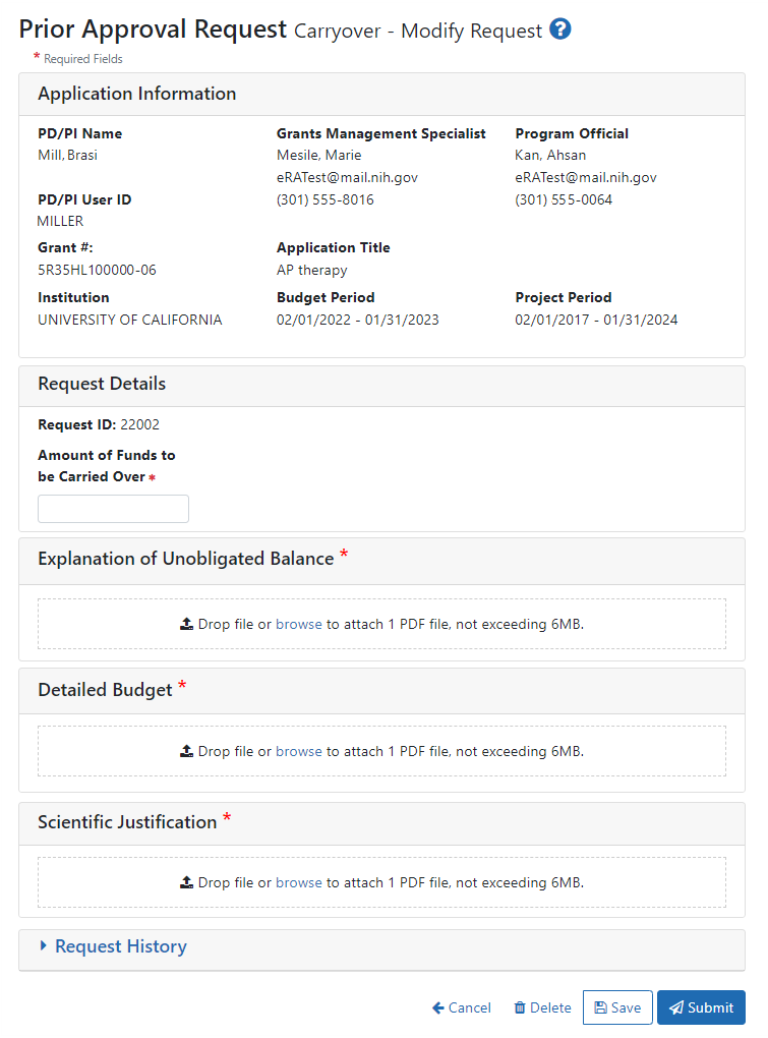 Prior Approval Request Carryover - Modify Request ?
* Required Fields
Application Information
PD/PI Name
Mill, Brasi
Grants Management Specialist
Mesile, Marie
eRATest@mail.nih.gov
(301) 555-8016
Program Official
Kan, Ahsan
eRATest@mail.nih.gov
(301) 555-0064
PD/PI User ID
MILLER
Grant #:
5R35HL100000-06
Application Title
AP therapy
Institution
UNIVERSITY OF CALIFORNIA
Budget Period
02/01/2022 - 01/31/2023
Project Period
02/01/2017 - 01/31/2024
Request Details
Request ID: 22002
Amount of Funds to
be Carried Over *
Explanation of Unobligated Balance *
Drop file or browse to attach 1 PDF file, not exceeding 6MB.
Detailed Budget *
Drop file or browse to attach 1 PDF file, not exceeding 6MB.
Scientific Justification *
Drop file or browse to attach 1 PDF file, not exceeding 6MB.
Request History
Cancel
Delete
Save
Submit